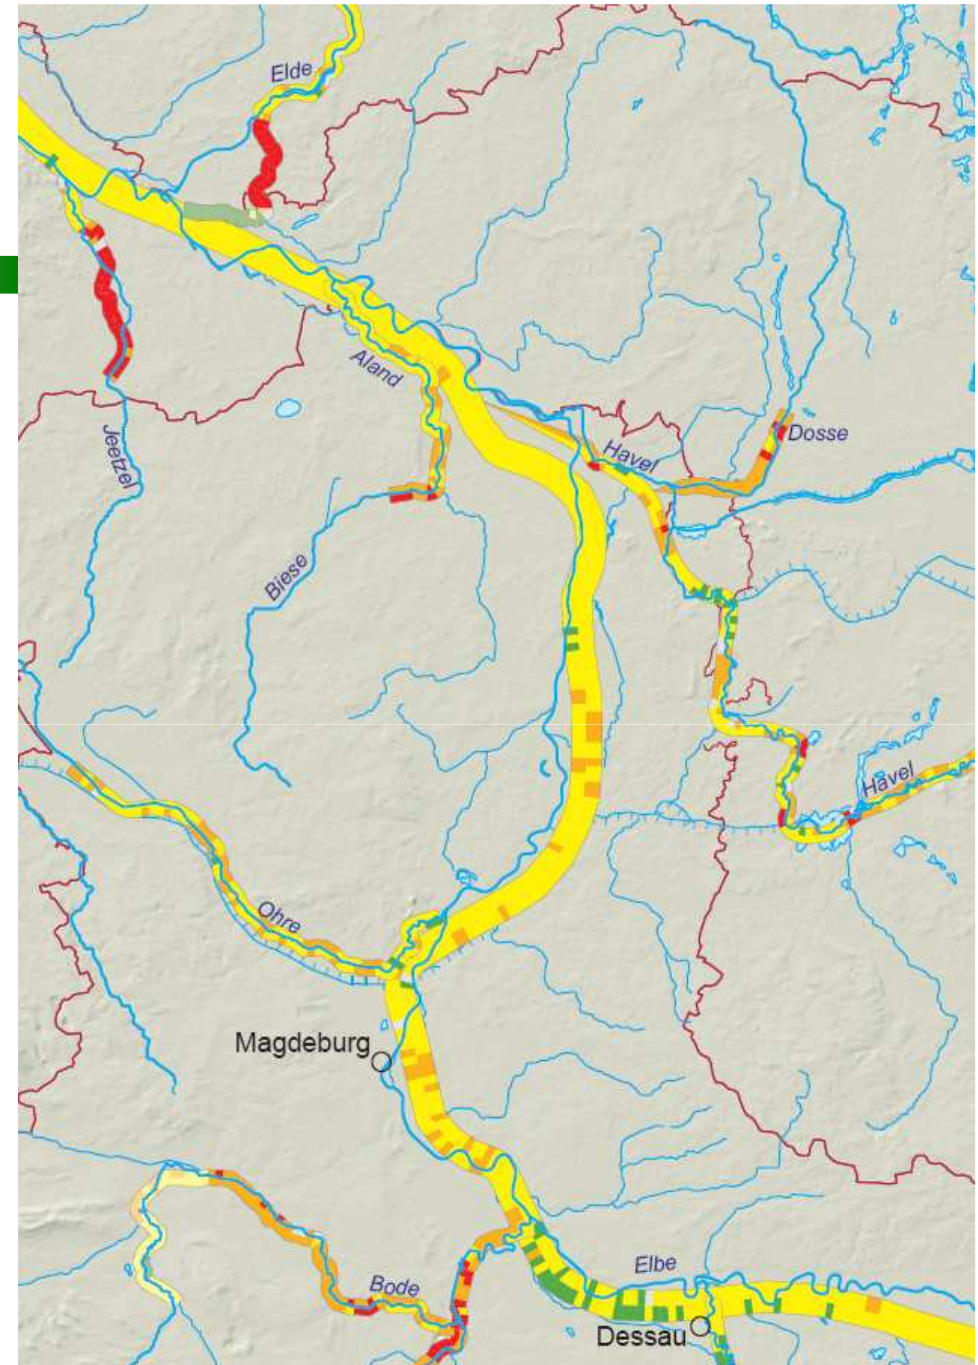 Elde
Aland
Jeetzel
Dosse
Havel
Biese
Havel
Ohre
Magdeburg
Elbe
Bode
Dessau